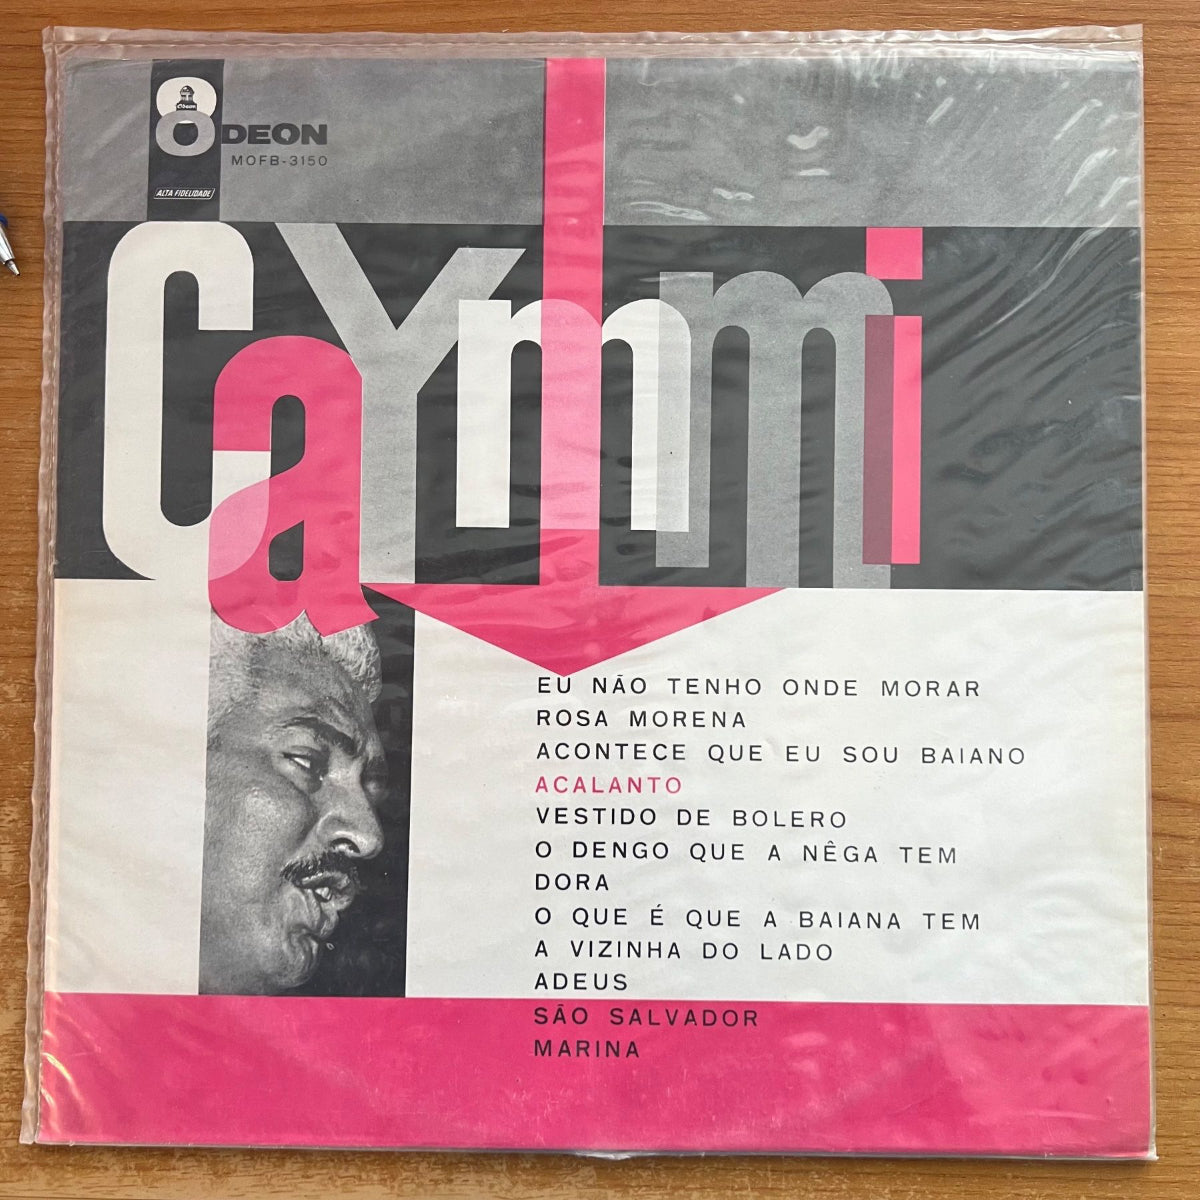 Odeon
ODEON
MOFB-3150
ALTA FIDELIDADE
Caymmi
EU NÃO TENHO ONDE MORAR
ROSA MORENA
ACONTECE QUE EU SOU BAIANO
ACALANTO
VESTIDO DE BOLERO
O DENGO QUE A NÊGA TEM
DORA
O QUE É QUE A BAIANA TEM
A VIZINHA DO LADO
ADEUS
SÃO SALVADOR
MARINA